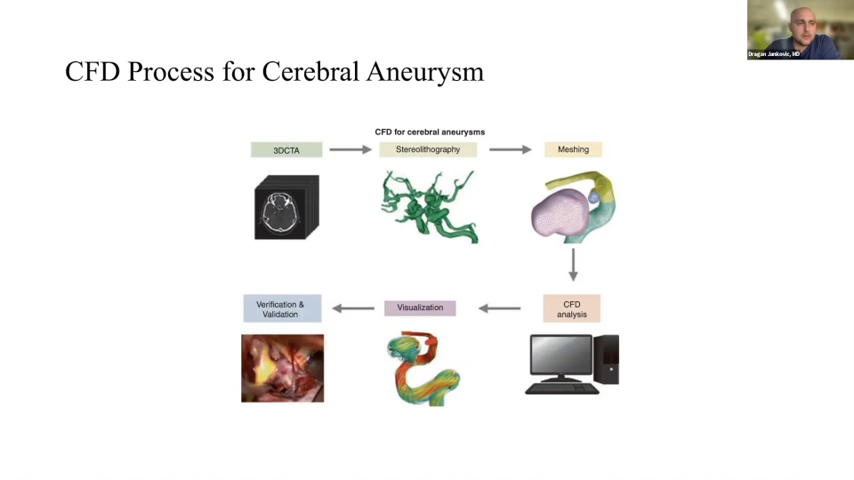 Dragan Jankovic, MD
CFD Process for Cerebral Aneurysm
CFD for cerebral aneurysms
3DCTA
Stereolithography
Meshing
Verification &
Validation
Visualization
CFD
analysis